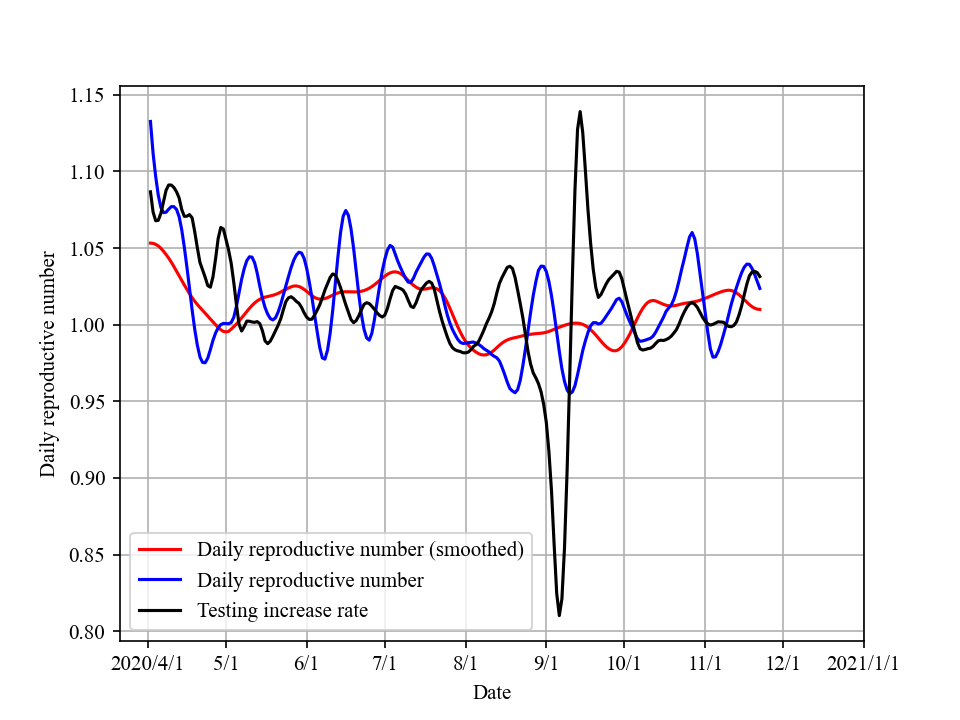 1.15
1.10
1.05
1.00
0.95
0.90
0.85
0.80
Daily reproductive number
Daily reproductive number (smoothed)
Daily reproductive number
Testing increase rate
2020/4/1 5/1 6/1 7/1 8/1 9/1 10/1 11/1 12/1 2021/1/1
Date